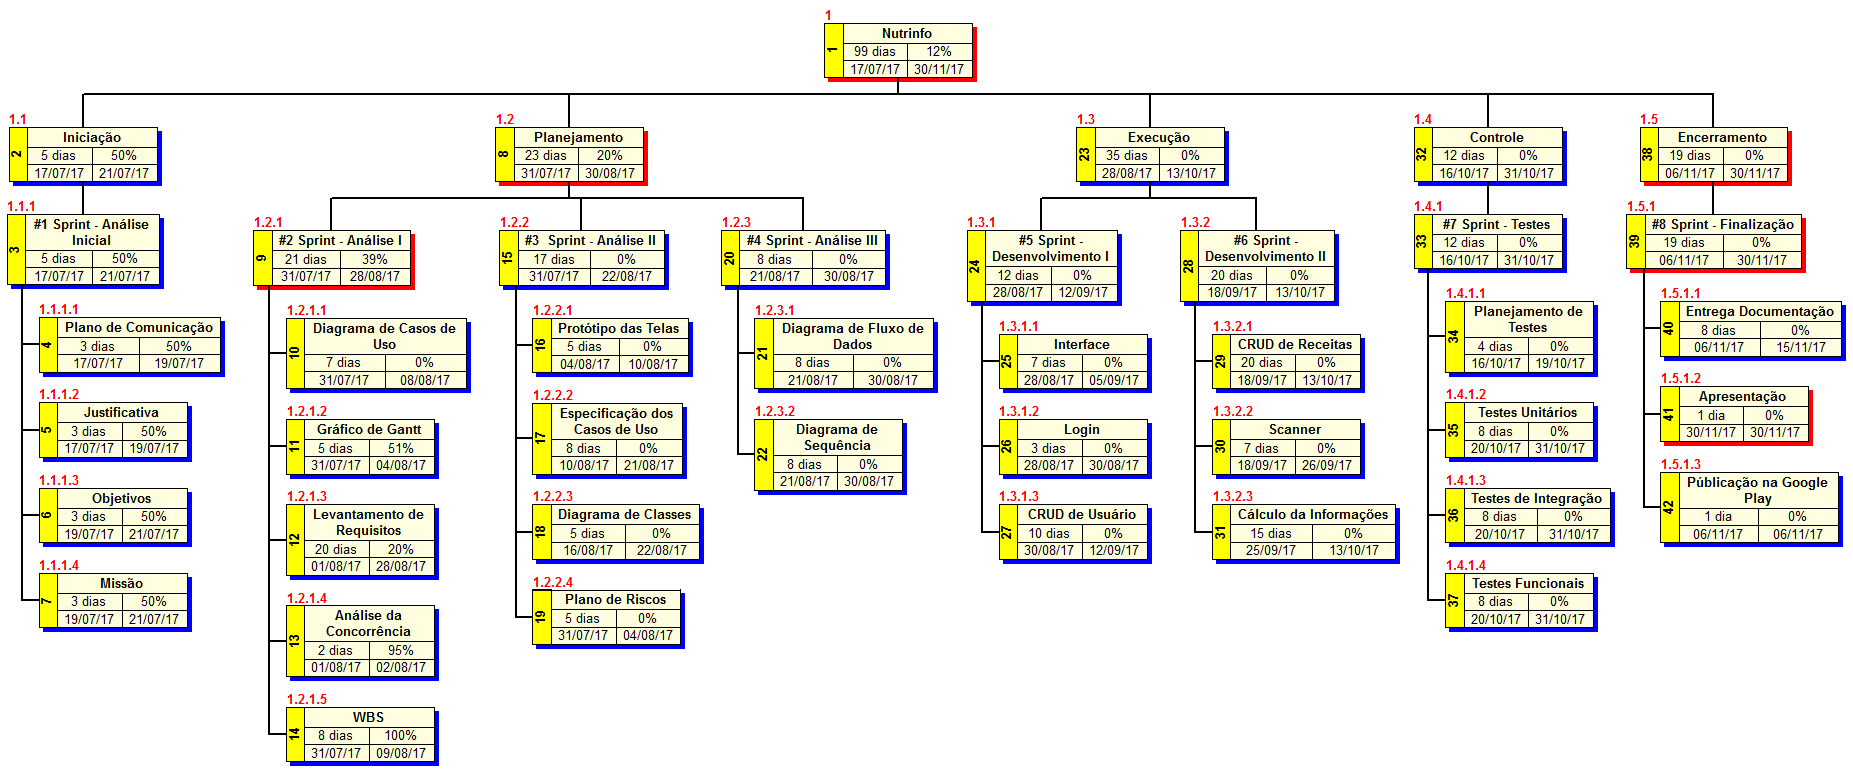 1
Nutrinfo
1
99 dias 12%
17/07/17 30/11/17
1.1
Iniciação
2
5 dias 50%
17/07/17 21/07/17
1.1.1
#1 Sprint - Análise
Inicial
3
5 dias 50%
17/07/17 21/07/17
1.1.1.1
Plano de Comunicação
4
3 dias 50%
17/07/17 19/07/17
1.1.1.2
Justificativa
5
3 dias 50%
17/07/17 19/07/17
1.1.1.3
Objetivos
6
3 dias 50%
19/07/17 21/07/17
1.1.1.4
Missão
7
3 dias 50%
19/07/17 21/07/17
1.2
Planejamento
8
23 dias 20%
31/07/17 30/08/17
1.2.1
#2 Sprint - Análise I
9
21 dias 39%
31/07/17 28/08/17
1.2.1.1
Diagrama de Casos de
Uso
10
7 dias 0%
31/07/17 08/08/17
1.2.1.2
Gráfico de Gantt
11
5 dias 51%
31/07/17 04/08/17
1.2.1.3
Levantamento de
Requisitos
12
20 dias 20%
01/08/17 28/08/17
1.2.1.4
Análise da
Concorrência
13
2 dias 95%
01/08/17 02/08/17
1.2.1.5
WBS
14
8 dias 100%
31/07/17 09/08/17
1.2.2
#3 Sprint - Análise II
15
17 dias 0%
31/07/17 22/08/17
1.2.2.1
Protótipo das Telas
16
5 dias 0%
04/08/17 10/08/17
1.2.2.2
Especificação dos
Casos de Uso
17
8 dias 0%
10/08/17 21/08/17
1.2.2.3
Diagrama de Classes
18
5 dias 0%
16/08/17 22/08/17
1.2.2.4
Plano de Riscos
19
5 dias 0%
31/07/17 04/08/17
1.2.3
#4 Sprint - Análise III
20
8 dias 0%
21/08/17 30/08/17
1.2.3.1
Diagrama de Fluxo de
Dados
21
8 dias 0%
21/08/17 30/08/17
1.2.3.2
Diagrama de
Sequência
22
8 dias 0%
21/08/17 30/08/17
1.3
Execução
23
35 dias 0%
28/08/17 13/10/17
1.3.1
#5 Sprint -
Desenvolvimento I
24
12 dias 0%
28/08/17 12/09/17
1.3.1.1
Interface
25
7 dias 0%
28/08/17 05/09/17
1.3.1.2
Login
26
3 dias 0%
28/08/17 30/08/17
1.3.1.3
CRUD de Usuário
27
10 dias 0%
30/08/17 12/09/17
1.3.2
#6 Sprint -
Desenvolvimento II
28
20 dias 0%
18/09/17 13/10/17
1.3.2.1
CRUD de Receitas
29
20 dias 0%
18/09/17 13/10/17
1.3.2.2
Scanner
30
7 dias 0%
18/09/17 26/09/17
1.3.2.3
Cálculo da Informações
31
15 dias 0%
25/09/17 13/10/17
1.4
Controle
32
12 dias 0%
16/10/17 31/10/17
1.4.1
#7 Sprint - Testes
33
12 dias 0%
16/10/17 31/10/17
1.4.1.1
Planejamento de
Testes
34
4 dias 0%
16/10/17 19/10/17
1.4.1.2
Testes Unitários
35
8 dias 0%
20/10/17 31/10/17
1.4.1.3
Testes de Integração
36
8 dias 0%
20/10/17 31/10/17
1.4.1.4
Testes Funcionais
37
8 dias 0%
20/10/17 31/10/17
1.5
Encerramento
38
19 dias 0%
06/11/17 30/11/17
1.5.1
#8 Sprint - Finalização
39
19 dias 0%
06/11/17 30/11/17
1.5.1.1
Entrega Documentação
40
8 dias 0%
06/11/17 15/11/17
1.5.1.2
Apresentação
41
1 dia 0%
30/11/17 30/11/17
1.5.1.3
Públicação na Google
Play
42
1 dia 0%
06/11/17 06/11/17